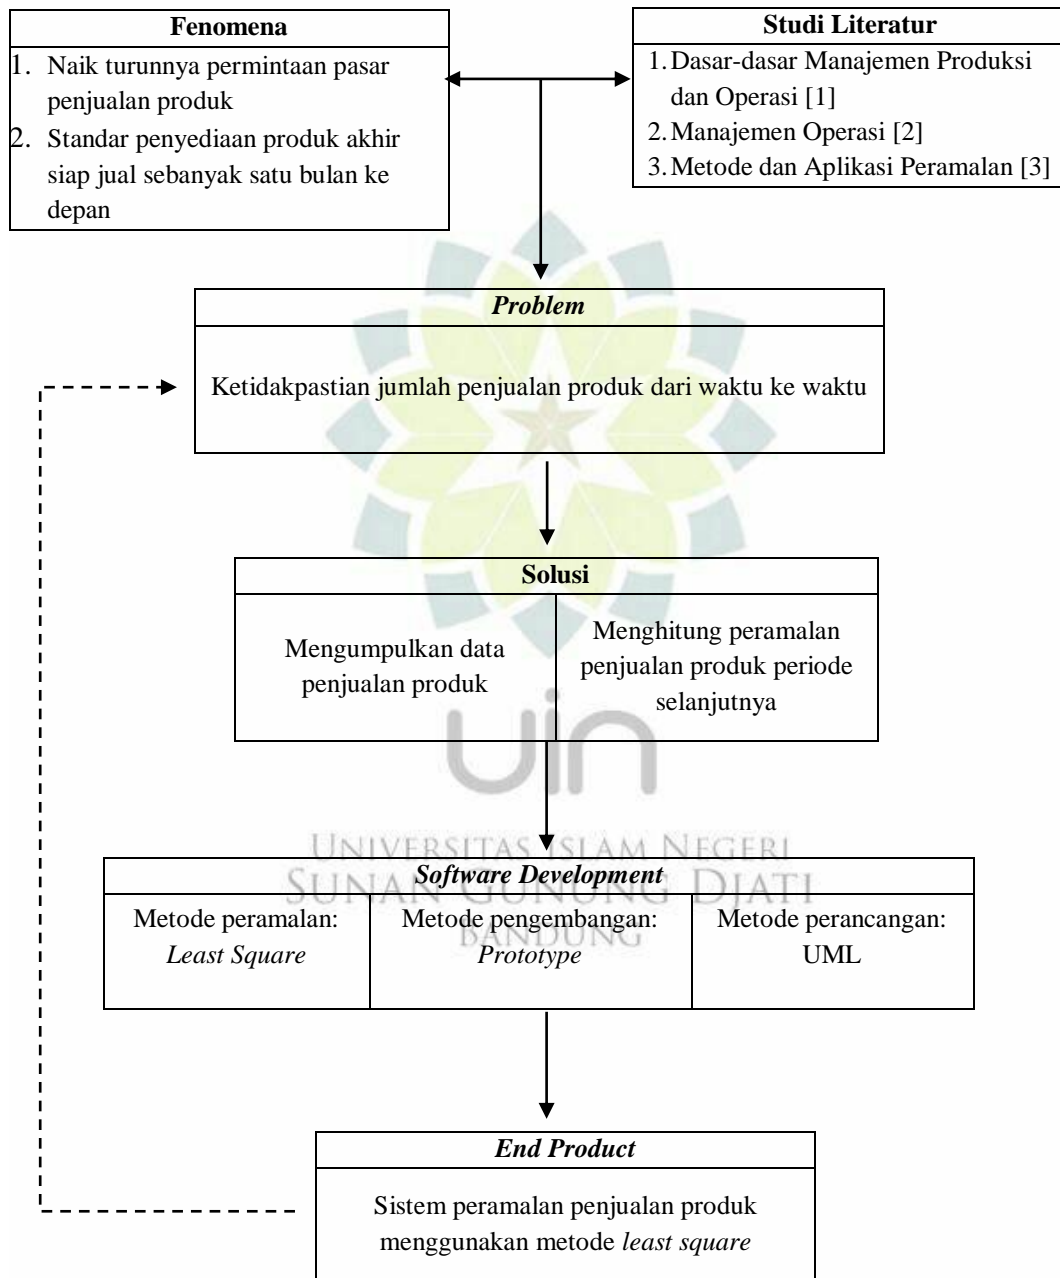 Fenomena
1. Naik turunnya permintaan pasar
penjualan produk
2. Standar penyediaan produk akhir
siap jual sebanyak satu bulan ke
depan
Studi Literatur
1. Dasar-dasar Manajemen Produksi
dan Operasi [1]
2. Manajemen Operasi [2]
3. Metode dan Aplikasi Peramalan [3]
Problem
Ketidakpastian jumlah penjualan produk dari waktu ke waktu
Solusi
Mengumpulkan data
penjualan produk
Menghitung peramalan
penjualan produk periode
selanjutnya
uin
UNIVERSITAS ISLAM NEGERI
SUNAN GUNUNG DJATI
BANDUNG
Software Development
Metode peramalan:
Least Square
Metode pengembangan:
Prototype
Metode perancangan:
UML
End Product
Sistem peramalan penjualan produk
menggunakan metode least square